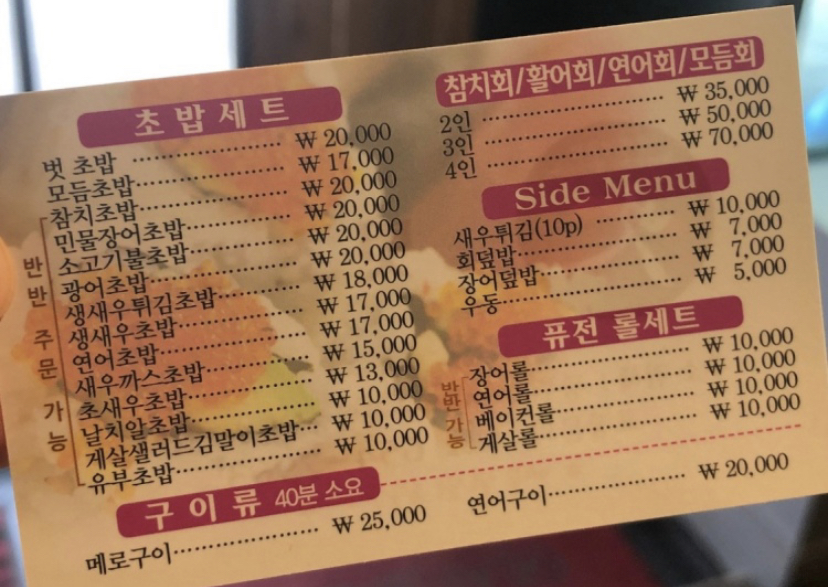 초밥세트
벗 초밥 ₩ 20,000
모듬초밥 ₩ 17,000
참치초밥 ₩ 20,000
민물장어초밥 ₩ 20,000
소고기불초밥 ₩ 20,000
광어초밥 ₩ 20,000
생새우튀김초밥 ₩ 18,000
생새우초밥 ₩ 17,000
연어초밥 ₩ 17,000
새우까스초밥 ₩ 15,000
초새우초밥 ₩ 13,000
날치알초밥 ₩ 10,000
게살샐러드김말이초밥 ₩ 10,000
유부초밥 ₩ 10,000
반반 주문 가능
참치회/활어회/연어회/모듬회
2인 ₩ 35,000
3인 ₩ 50,000
4인 ₩ 70,000
Side Menu
새우튀김(10p) ₩ 10,000
회덮밥 ₩ 7,000
장어덮밥 ₩ 7,000
우동 ₩ 5,000
퓨전 롤세트
장어롤 ₩ 10,000
연어롤 ₩ 10,000
베이컨롤 ₩ 10,000
게살롤 ₩ 10,000
반반 가능
구이류 40분 소요
메로구이 ₩ 25,000
연어구이 ₩ 20,000